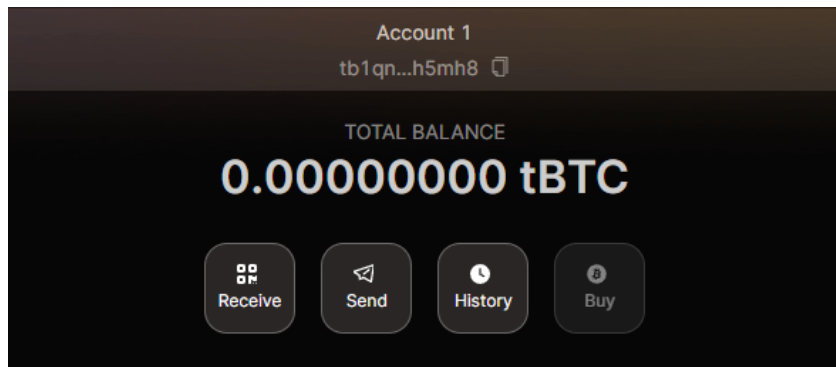 Account 1
tb1qn...h5mh8
TOTAL BALANCE
0.00000000 tBTC
Receive Send History Buy